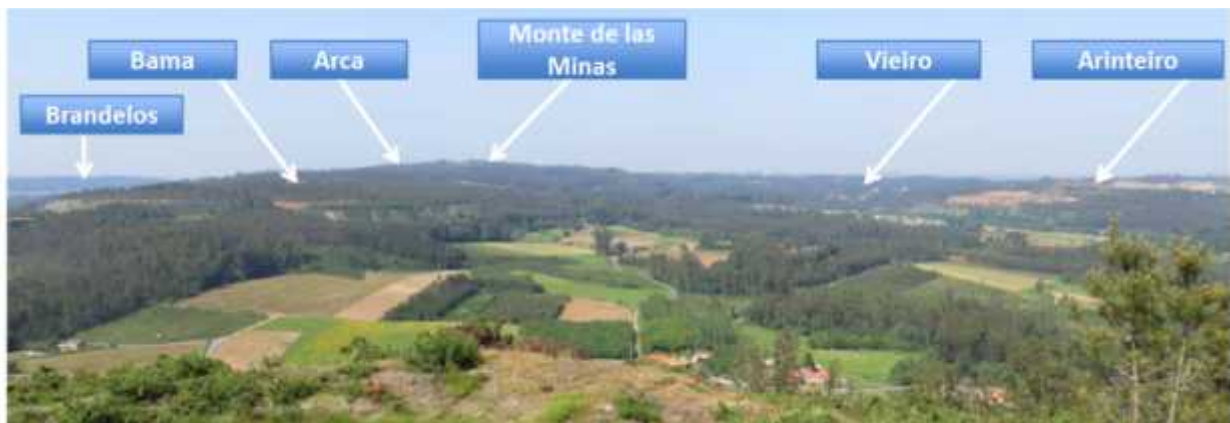 Brandelos
Bama
Arca
Monte de las
Minas
Vieiro
Arinteiro